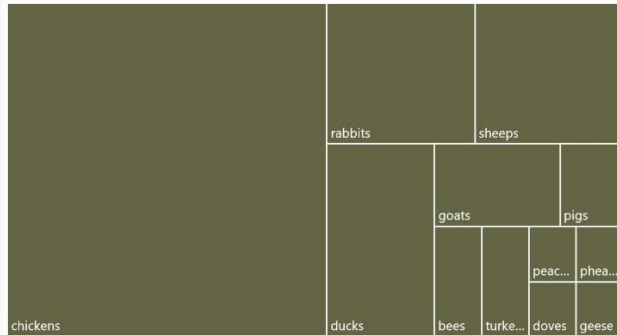 chickens
rabbits
sheeps
ducks
goats
pigs
bees
turke...
peac...
phea...
doves
geese